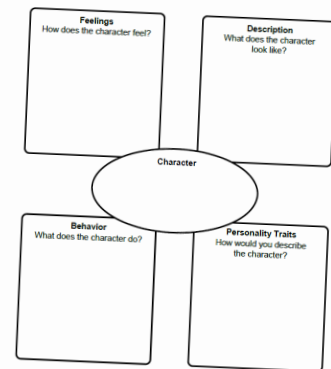 Feelings
How does the character feel?
Description
What does the character
look like?
Character
Behavior
What does the character do?
Personality Traits
How would you describe
the character?